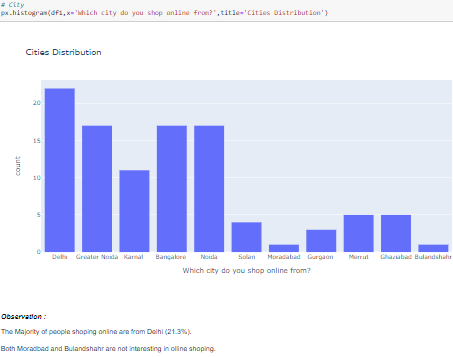 # City
px.histogram(df1,x='Which city do you shop online from?',title='Cities Distribution')
Cities Distribution
20
15
10
5
0
count
Delhi Greater Noida Karnal Bangalore Noida Solan Moradabad Gurgaon Merrut Ghaziabad Bulandshahr
Which city do you shop online from?
Observation :
The Majority of people shoping online are from Delhi (21.3%).
Both Moradbad and Bulandshahr are not interesting in olline shoping.